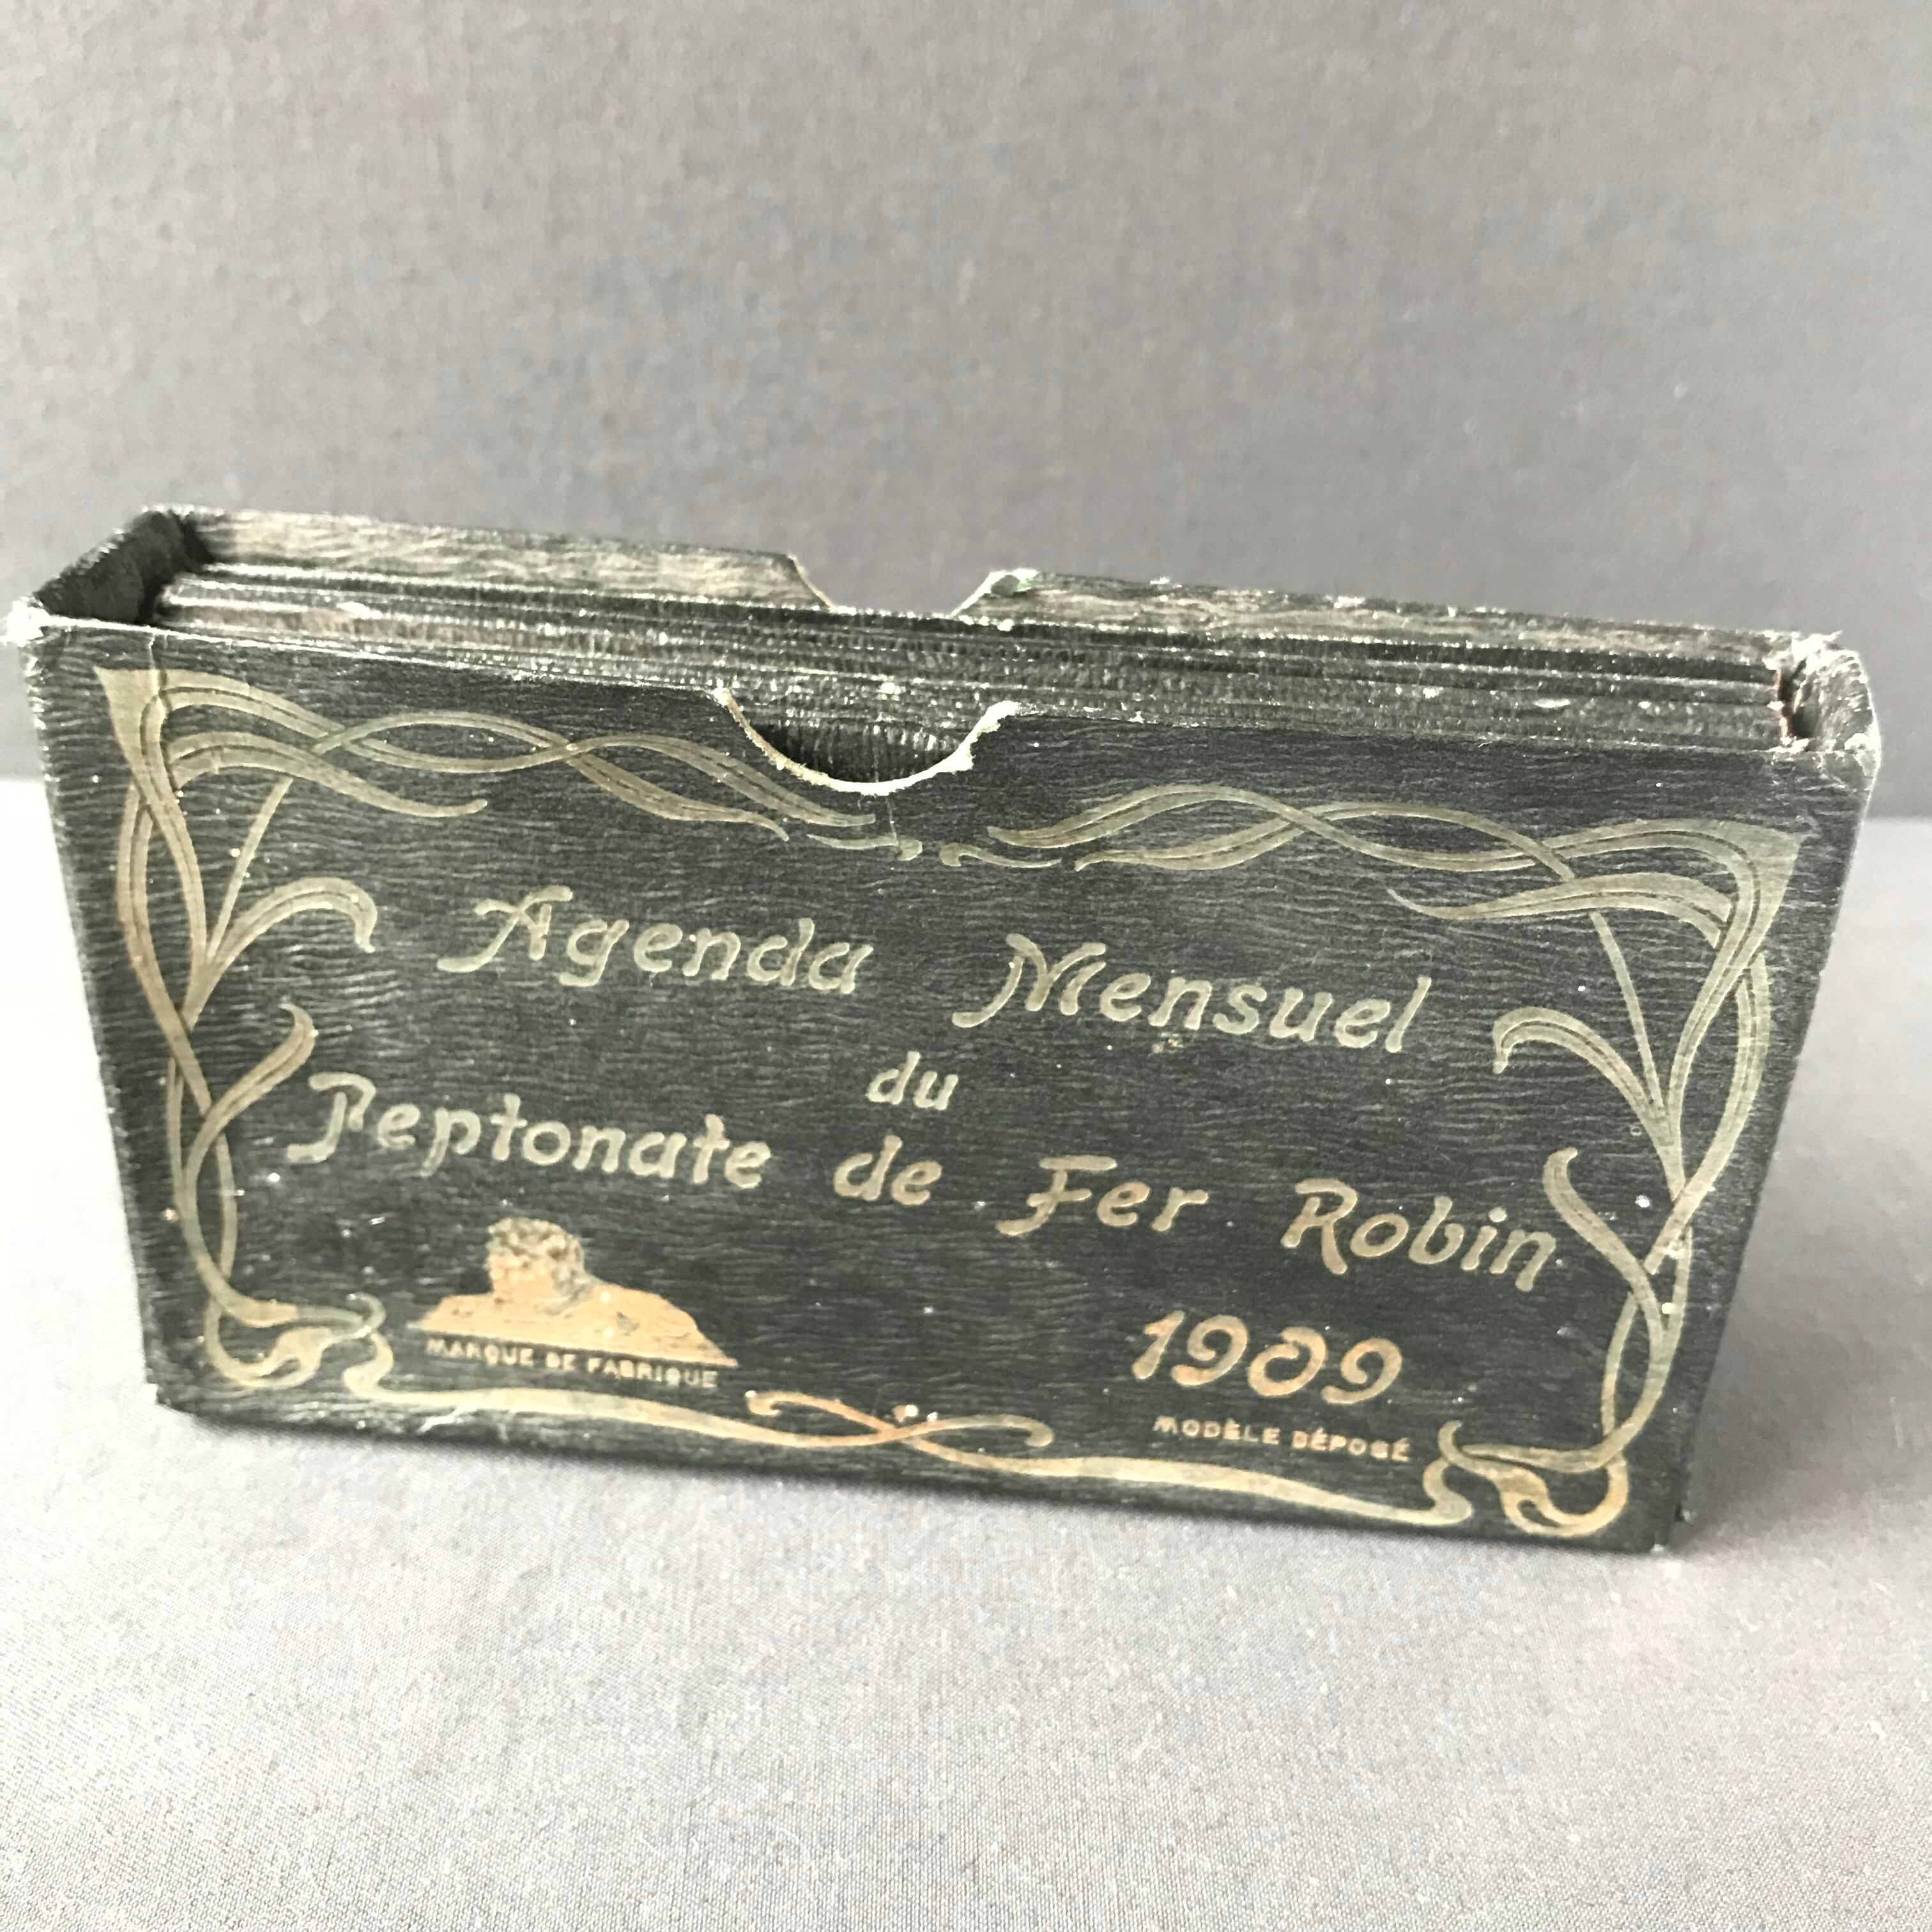 Agenda Mensuel
du
Peptonate de Fer Robin
MARQUE DE FABRIQUE
1909
MODÈLE DÉPOSÉ